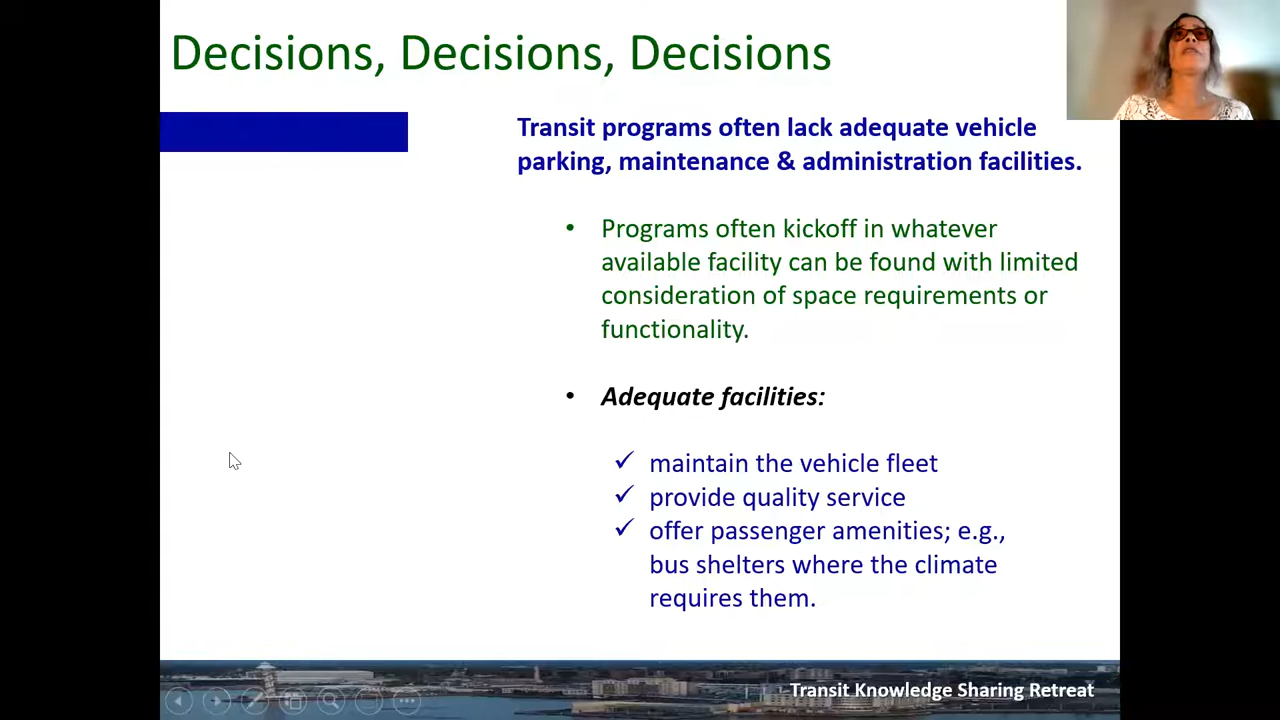 Decisions, Decisions, Decisions
Transit programs often lack adequate vehicle
parking, maintenance & administration facilities.
• Programs often kickoff in whatever
available facility can be found with limited
consideration of space requirements or
functionality.
• Adequate facilities:
✓ maintain the vehicle fleet
✓ provide quality service
✓ offer passenger amenities; e.g.,
bus shelters where the climate
requires them.
Transit Knowledge Sharing Retreat